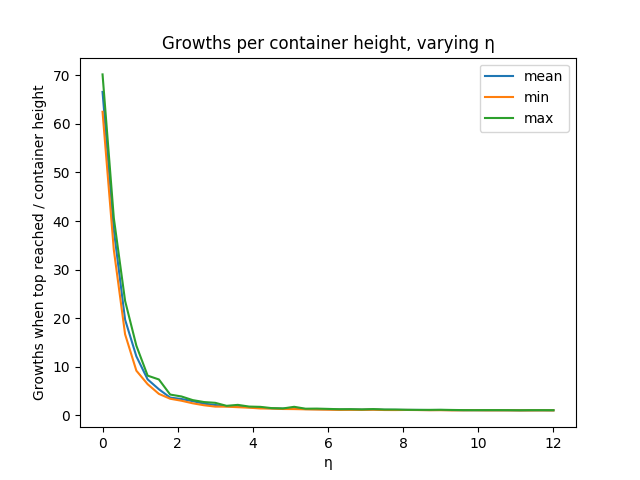 Growths per container height, varying η
mean
min
max
Growths when top reached / container height
70
60
50
40
30
20
10
0
0 2 4 6 8 10 12
η